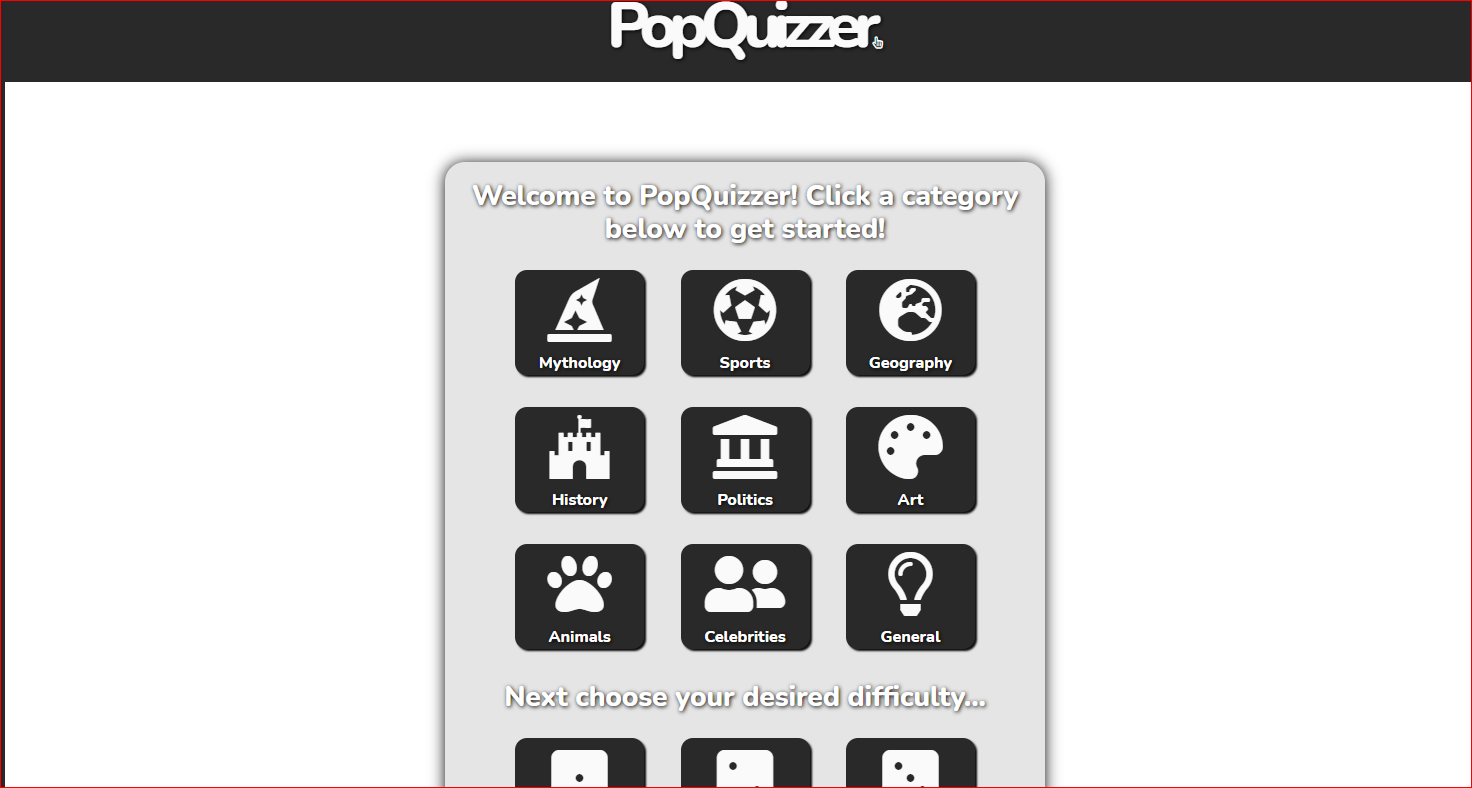 PopQuizzer
Welcome to PopQuizzer! Click a category
below to get started!
Mythology
Sports
Geography
History
Politics
Art
Animals
Celebrities
General
Next choose your desired difficulty...